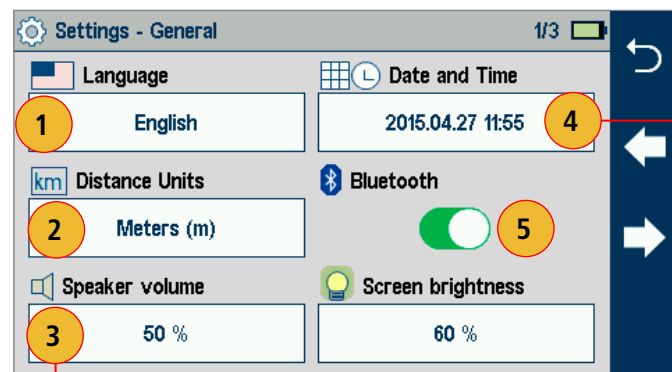 Settings - General 1/3
Language
Date and Time
1 English
2015.04.27 11:55 4
km Distance Units
Bluetooth
2 Meters (m)
5
Speaker volume
Screen brightness
3 50 %
60 %